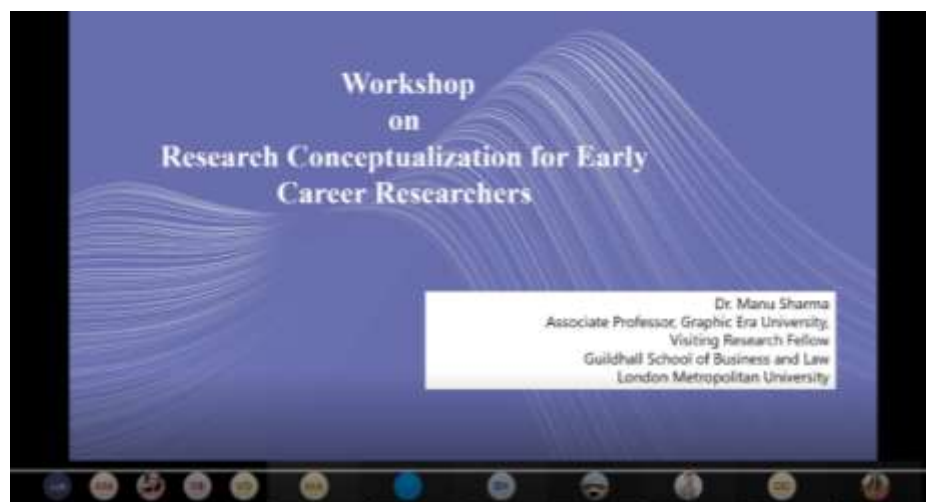 Workshop
on
Research Conceptualization for Early
Career Researchers
Dr. Manu Sharma
Associate Professor, Graphic Era University,
Visiting Research Fellow
Guildhall School of Business and Law
London Metropolitan University